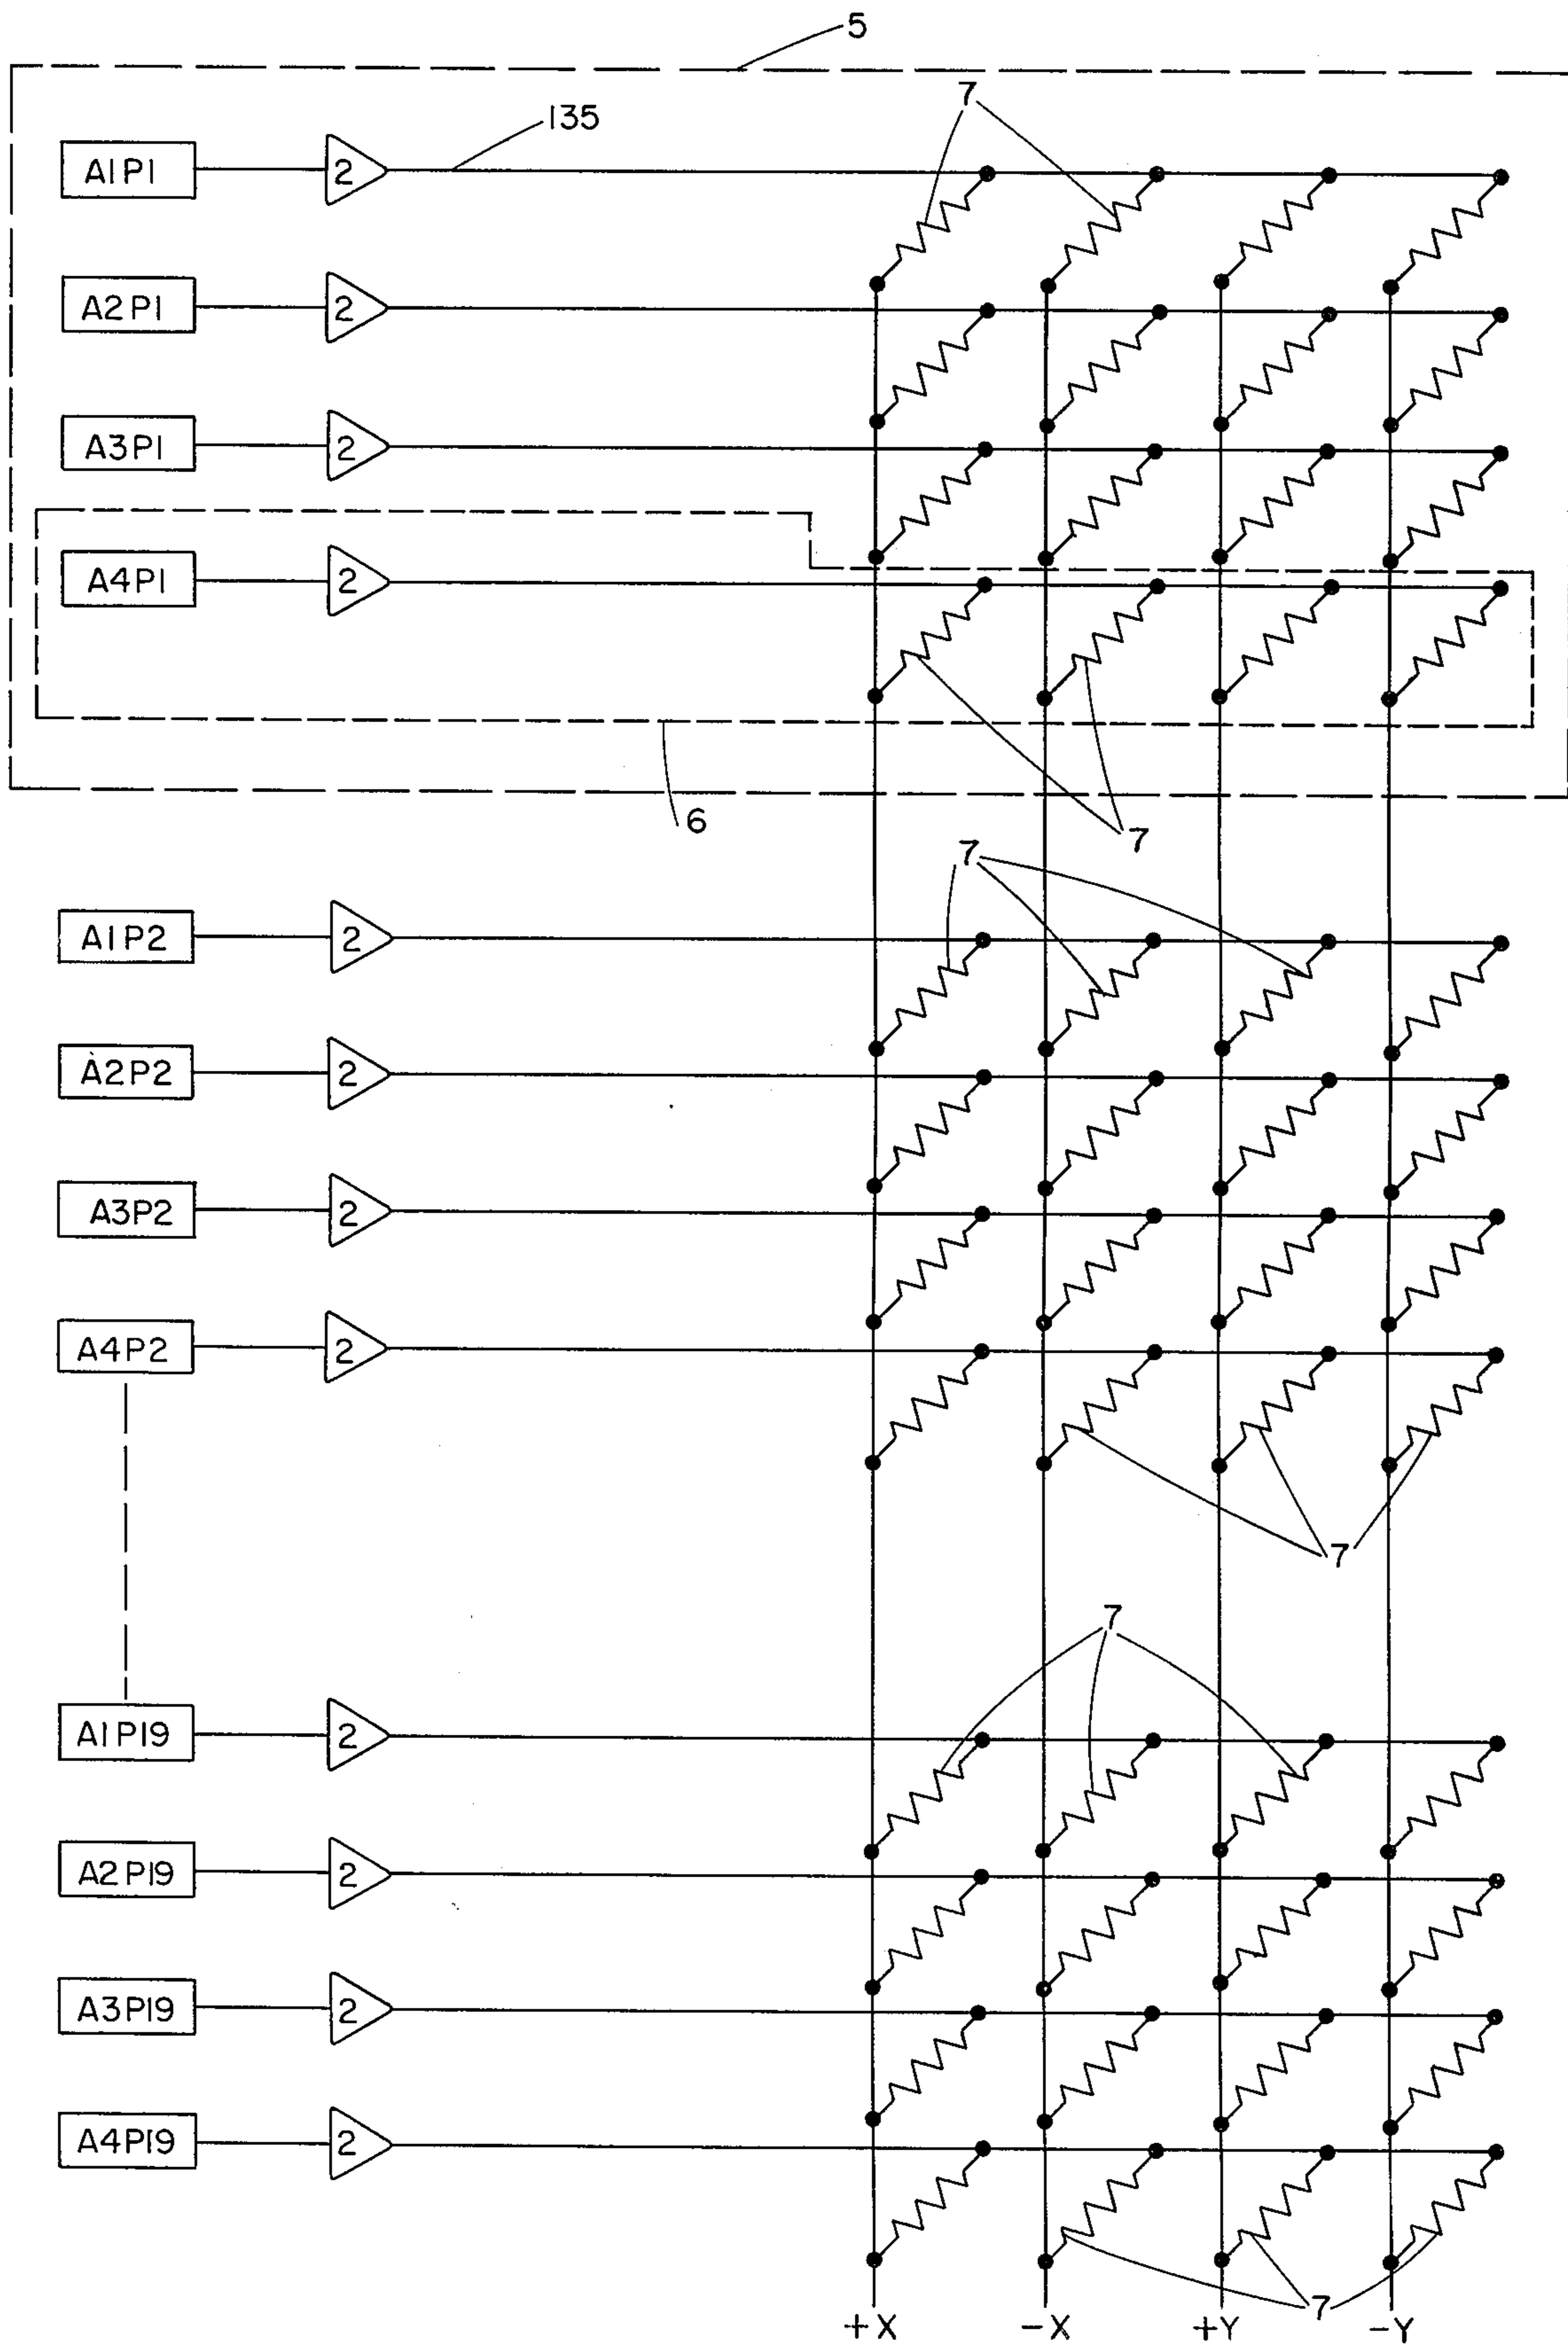 5
7
135
A1P1 2
A2P1 2
A3P1 2
A4P1 2
6
7
7
A1P2 2
A2P2 2
A3P2 2
A4P2 2
7
7
A1P19 2
A2P19 2
A3P19 2
A4P19 2
7
+X -X +Y -Y